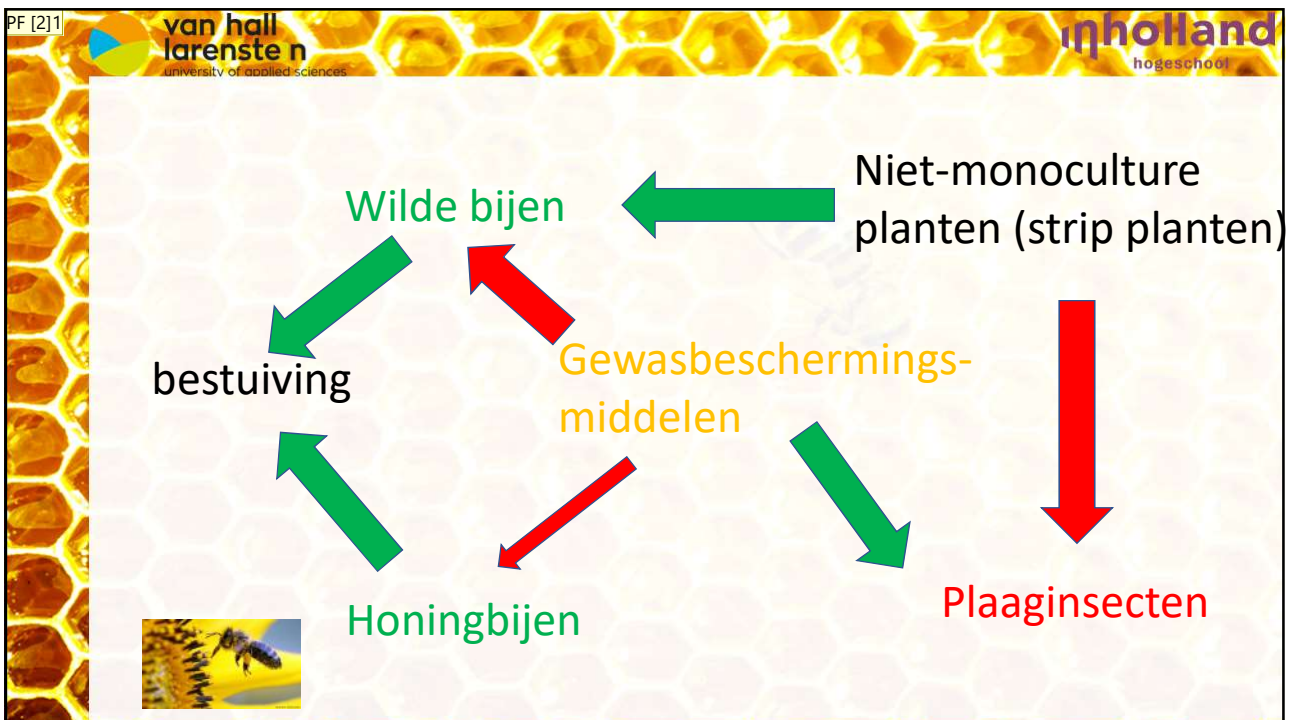 PF [2]1
van hall
larenste n
university of applied sciences
inholland
hogeschool
Niet-monoculture
planten (strip planten)
Wilde bijen
bestuiving
Gewasbeschermings-
middelen
Honingbijen
Plaaginsecten